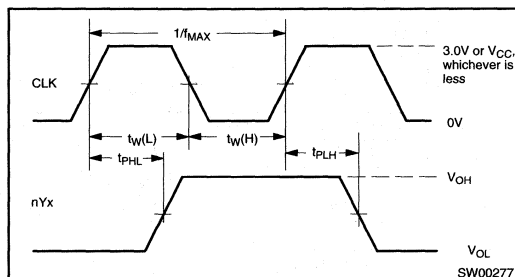 1/fMAX
3.0V or VCC,
whichever is
less
CLK
0V
tW(L)
tW(H)
tPHL
tPLH
VOH
nYx
VOL
SW00277